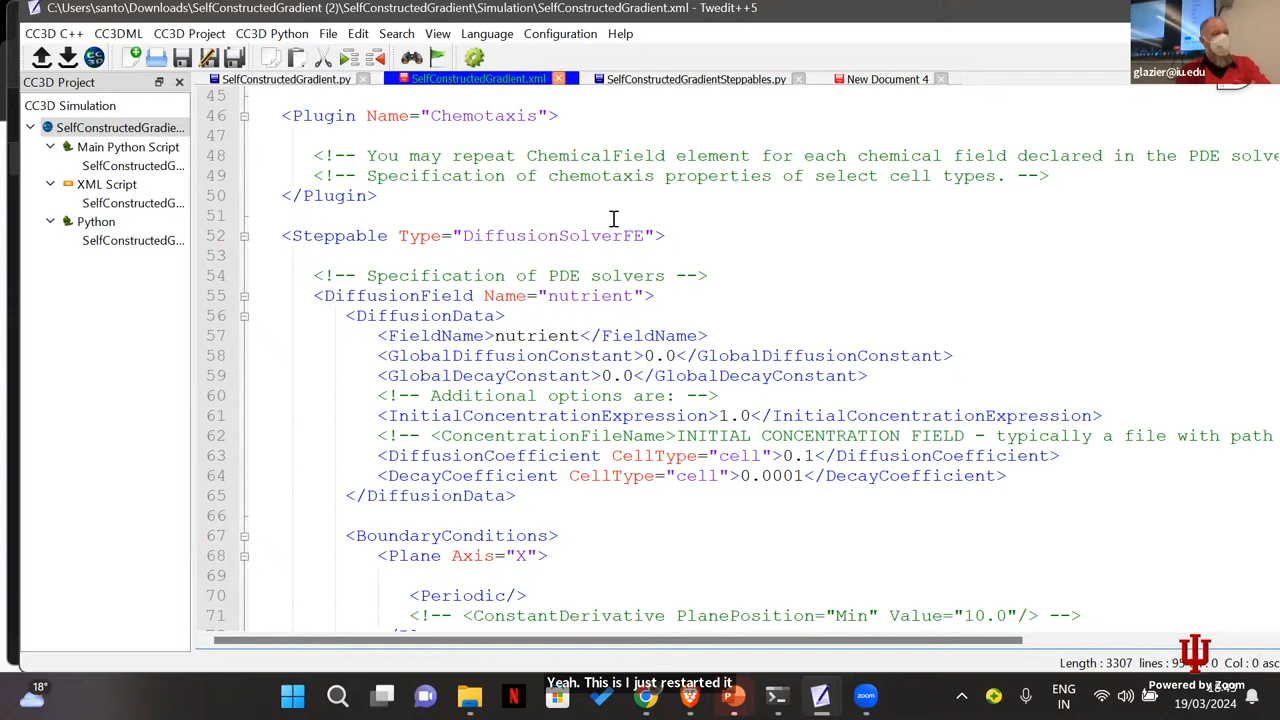 C:\Users\santo\Downloads\SelfConstructedGradient (2)\SelfConstructedGradient\Simulation\SelfConstructedGradient.xml - Twedit++5
CC3D C++ CC3DML CC3D Project CC3D Python File Edit Search View Language Configuration Help
CC3D Project
SelfConstructedGradient.py
SelfConstructedGradient.xml
SelfConstructedGradientSteppables.py
New Document 4
glazier@iu.edu
CC3D Simulation
SelfConstructedGradie...
Main Python Script
SelfConstructedG...
XML Script
SelfConstructedG...
Python
SelfConstructedG...
45
46 <Plugin Name="Chemotaxis">
47
48 <!-- You may repeat ChemicalField element for each chemical field declared in the PDE solve
49 <!-- Specification of chemotaxis properties of select cell types. -->
50 </Plugin>
51
52 <Steppable Type="DiffusionSolverFE">
53
54 <!-- Specification of PDE solvers -->
55 <DiffusionField Name="nutrient">
56 <DiffusionData>
57 <FieldName>nutrient</FieldName>
58 <GlobalDiffusionConstant>0.0</GlobalDiffusionConstant>
59 <GlobalDecayConstant>0.0</GlobalDecayConstant>
60 <!-- Additional options are: -->
61 <InitialConcentrationExpression>1.0</InitialConcentrationExpression>
62 <!-- <ConcentrationFileName>INITIAL CONCENTRATION FIELD - typically a file with path
63 <DiffusionCoefficient CellType="cell">0.1</DiffusionCoefficient>
64 <DecayCoefficient CellType="cell">0.0001</DecayCoefficient>
65 </DiffusionData>
66
67 <BoundaryConditions>
68 <Plane Axis="X">
69
70 <Periodic/>
71 <!-- <ConstantDerivative PlanePosition="Min" Value="10.0"/> -->
Length : 3307 lines : 95
: 0 Col : 0 asc
Yeah. This is I just restarted it
Powered by Zoom
18°
ENG
IN
19/03/2024